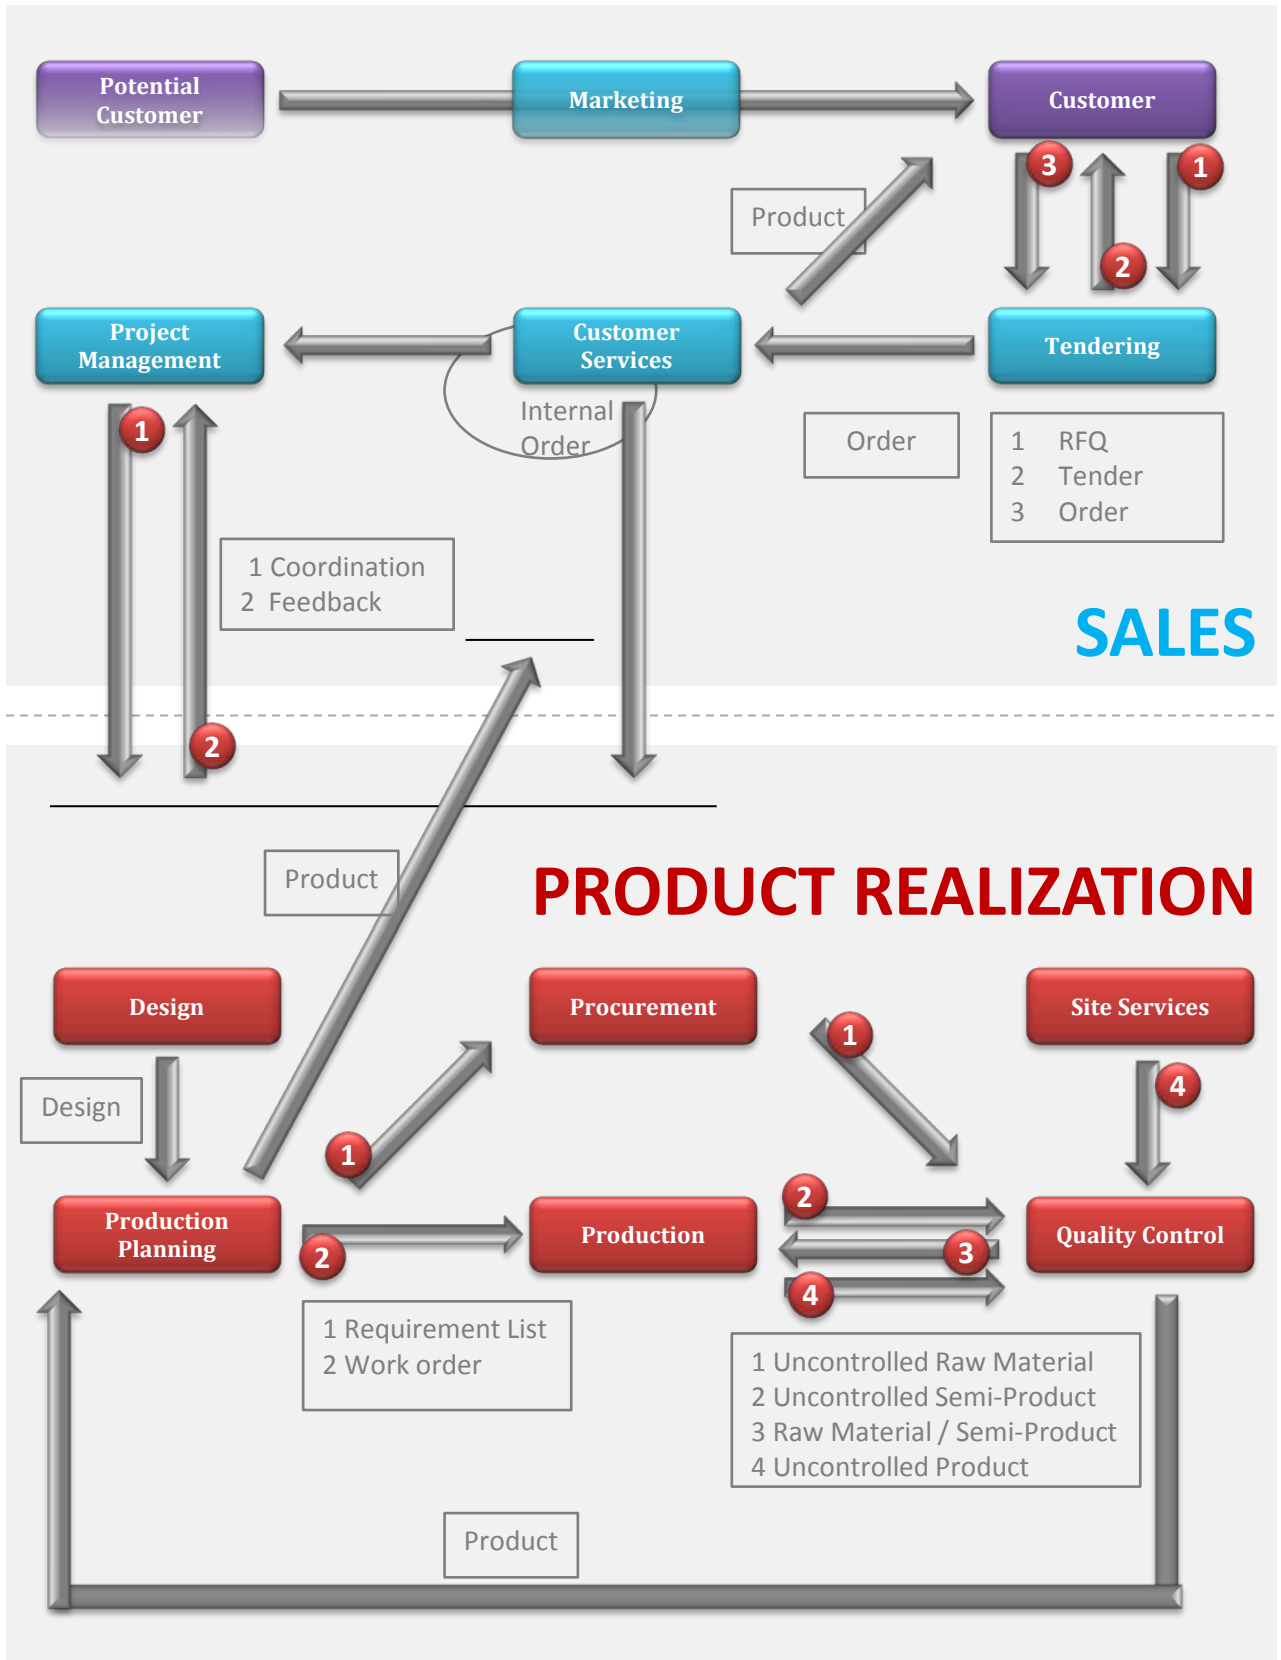 Potential
Customer
Marketing
Customer
3
1
Product
2
Project
Management
Customer
Services
Tendering
Internal
Order
1
Order
1 RFQ
2 Tender
3 Order
1 Coordination
2 Feedback
SALES
2
Product
PRODUCT REALIZATION
Design
Procurement
Site Services
1
4
Design
1
Production
Planning
2
Production
2
3
4
Quality Control
1 Requirement List
2 Work order
1 Uncontrolled Raw Material
2 Uncontrolled Semi-Product
3 Raw Material / Semi-Product
4 Uncontrolled Product
Product